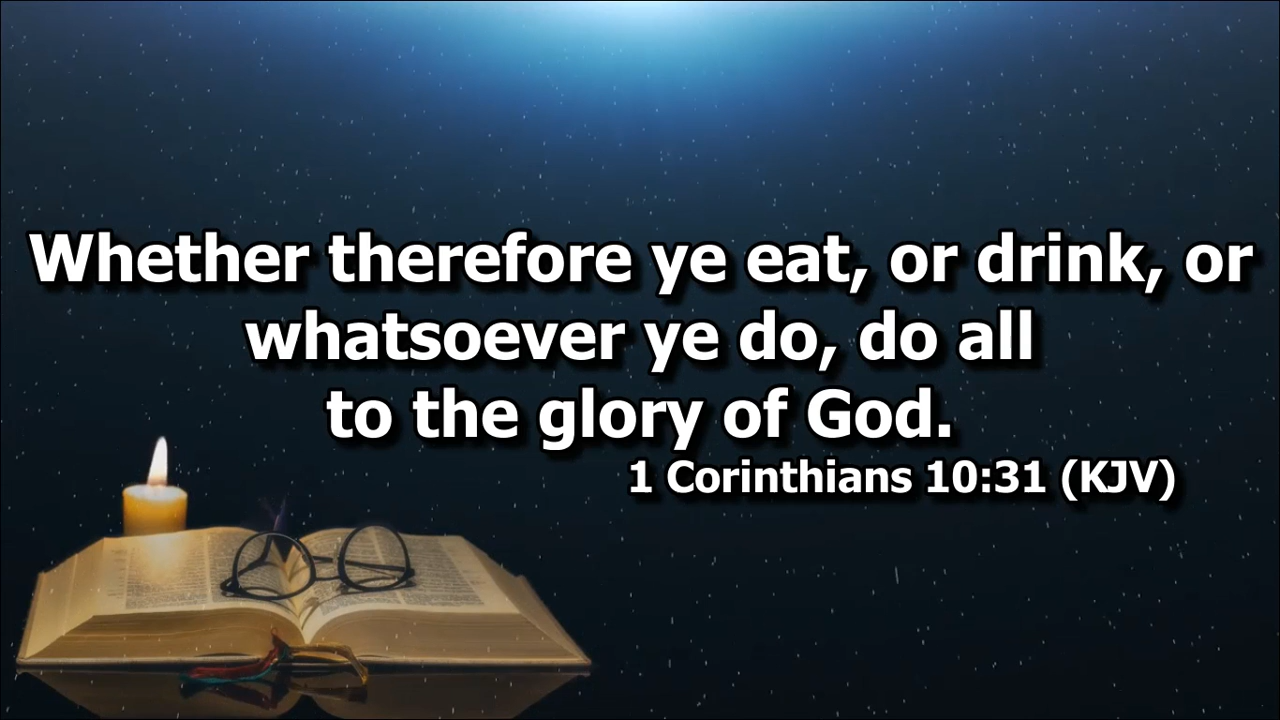 Whether therefore ye eat, or drink, or
whatsoever ye do, do all
to the glory of God.
1 Corinthians 10:31 (KJV)